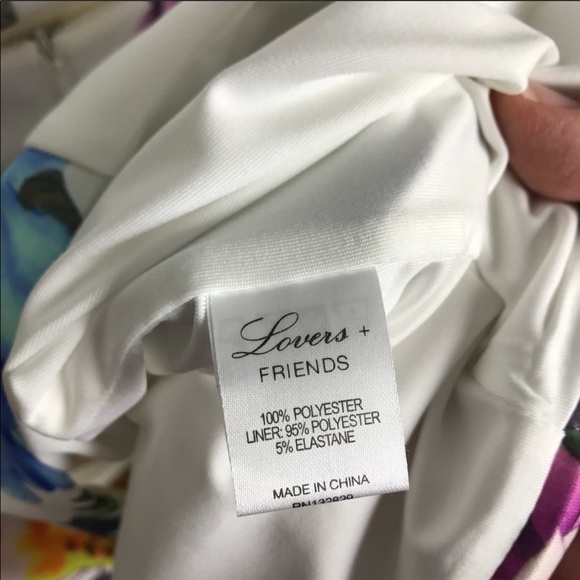 Lovers +
FRIENDS
100% POLYESTER
LINER: 95% POLYESTER
5% ELASTANE
MADE IN CHINA